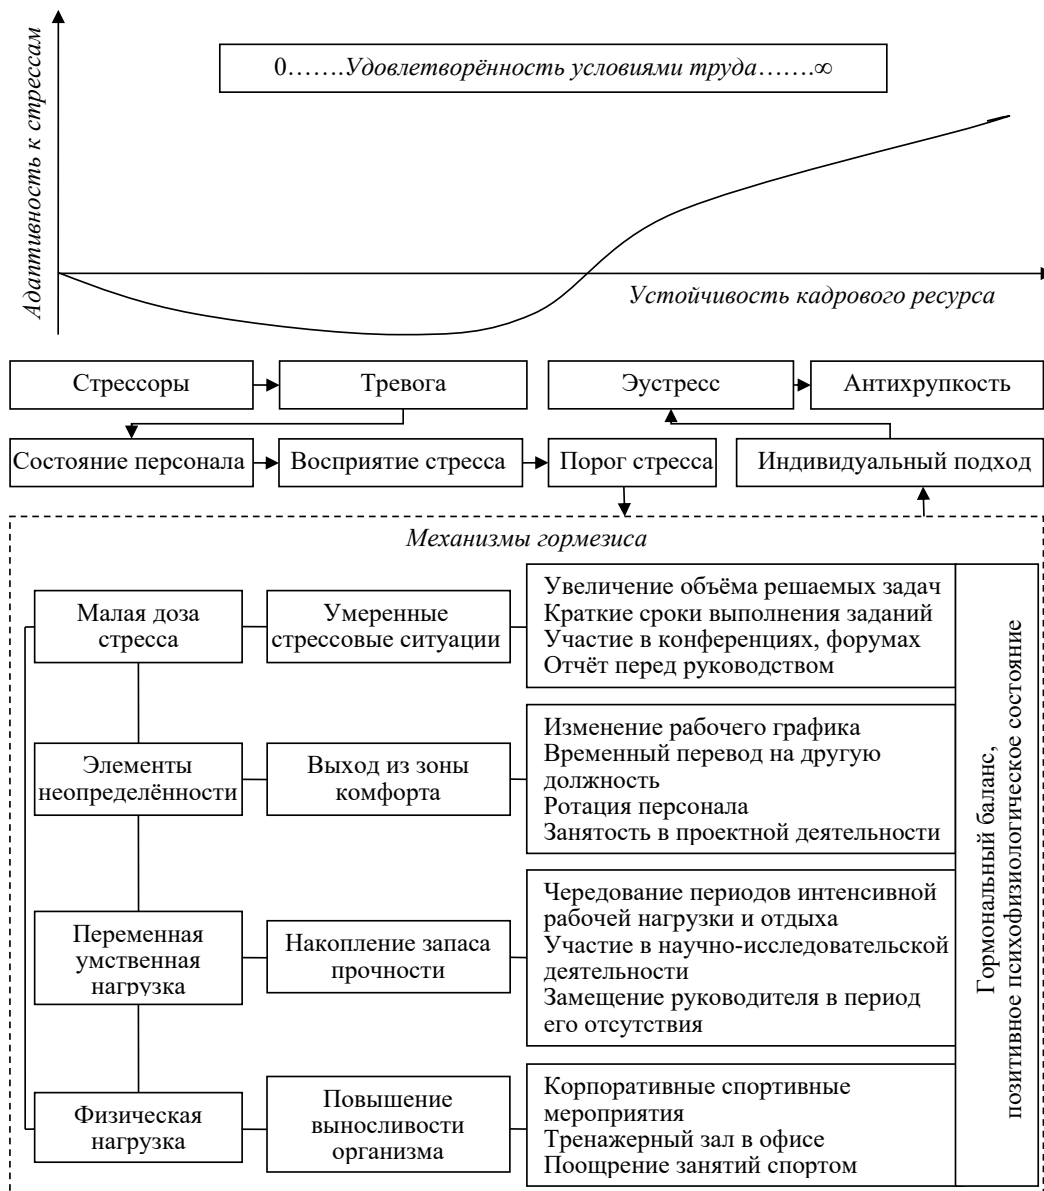 Адаптивность к стрессам
0…….Удовлетворённость условиями труда…….∞
Устойчивость кадрового ресурса
Стрессоры
Тревога
Эустресс
Антихрупкость
Состояние персонала
Восприятие стресса
Порог стресса
Индивидуальный подход
Механизмы гормезиса
Малая доза
стресса
Умеренные
стрессовые ситуации
Увеличение объёма решаемых задач
Краткие сроки выполнения заданий
Участие в конференциях, форумах
Отчёт перед руководством
Элементы
неопределённости
Выход из зоны
комфорта
Изменение рабочего графика
Временный перевод на другую
должность
Ротация персонала
Занятость в проектной деятельности
Переменная
умственная
нагрузка
Накопление запаса
прочности
Чередование периодов интенсивной
рабочей нагрузки и отдыха
Участие в научно-исследовательской
деятельности
Замещение руководителя в период
его отсутствия
Физическая
нагрузка
Повышение
выносливости
организма
Корпоративные спортивные
мероприятия
Тренажерный зал в офисе
Поощрение занятий спортом
Гормональный баланс,
позитивное психофизиологическое состояние